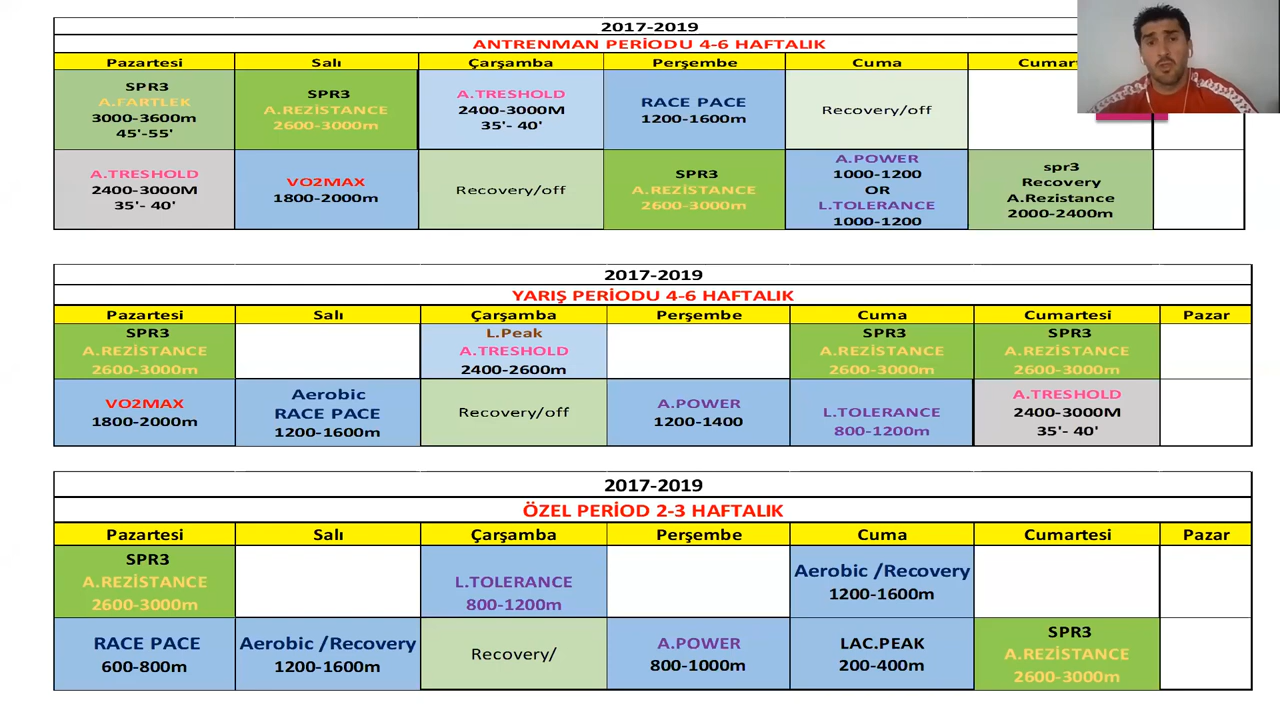 2017-2019
ANTRENMAN PERİODU 4-6 HAFTALIK
Pazartesi Salı Çarşamba Perşembe Cuma Cumart
SPR3
A.FARTLEK
3000-3600m
45'-55'
SPR3
A.REZİSTANCE
2600-3000m
A.TRESHOLD
2400-3000M
35'- 40'
RACE PACE
1200-1600m
Recovery/off
A.TRESHOLD
2400-3000M
35'- 40'
VO2MAX
1800-2000m
Recovery/off
SPR3
A.REZİSTANCE
2600-3000m
A.POWER
1000-1200
OR
L.TOLERANCE
1000-1200
spr3
Recovery
A.Rezistance
2000-2400m
2017-2019
YARIŞ PERİODU 4-6 HAFTALIK
Pazartesi Salı Çarşamba Perşembe Cuma Cumartesi Pazar
SPR3
A.REZİSTANCE
2600-3000m
L.Peak
A.TRESHOLD
2400-2600m
SPR3
A.REZİSTANCE
2600-3000m
SPR3
A.REZİSTANCE
2600-3000m
VO2MAX
1800-2000m
Aerobic
RACE PACE
1200-1600m
Recovery/off
A.POWER
1200-1400
L.TOLERANCE
800-1200m
A.TRESHOLD
2400-3000M
35'- 40'
2017-2019
ÖZEL PERİOD 2-3 HAFTALIK
Pazartesi Salı Çarşamba Perşembe Cuma Cumartesi Pazar
SPR3
A.REZİSTANCE
2600-3000m
L.TOLERANCE
800-1200m
Aerobic /Recovery
1200-1600m
RACE PACE
600-800m
Aerobic /Recovery
1200-1600m
Recovery/
A.POWER
800-1000m
LAC.PEAK
200-400m
SPR3
A.REZİSTANCE
2600-3000m